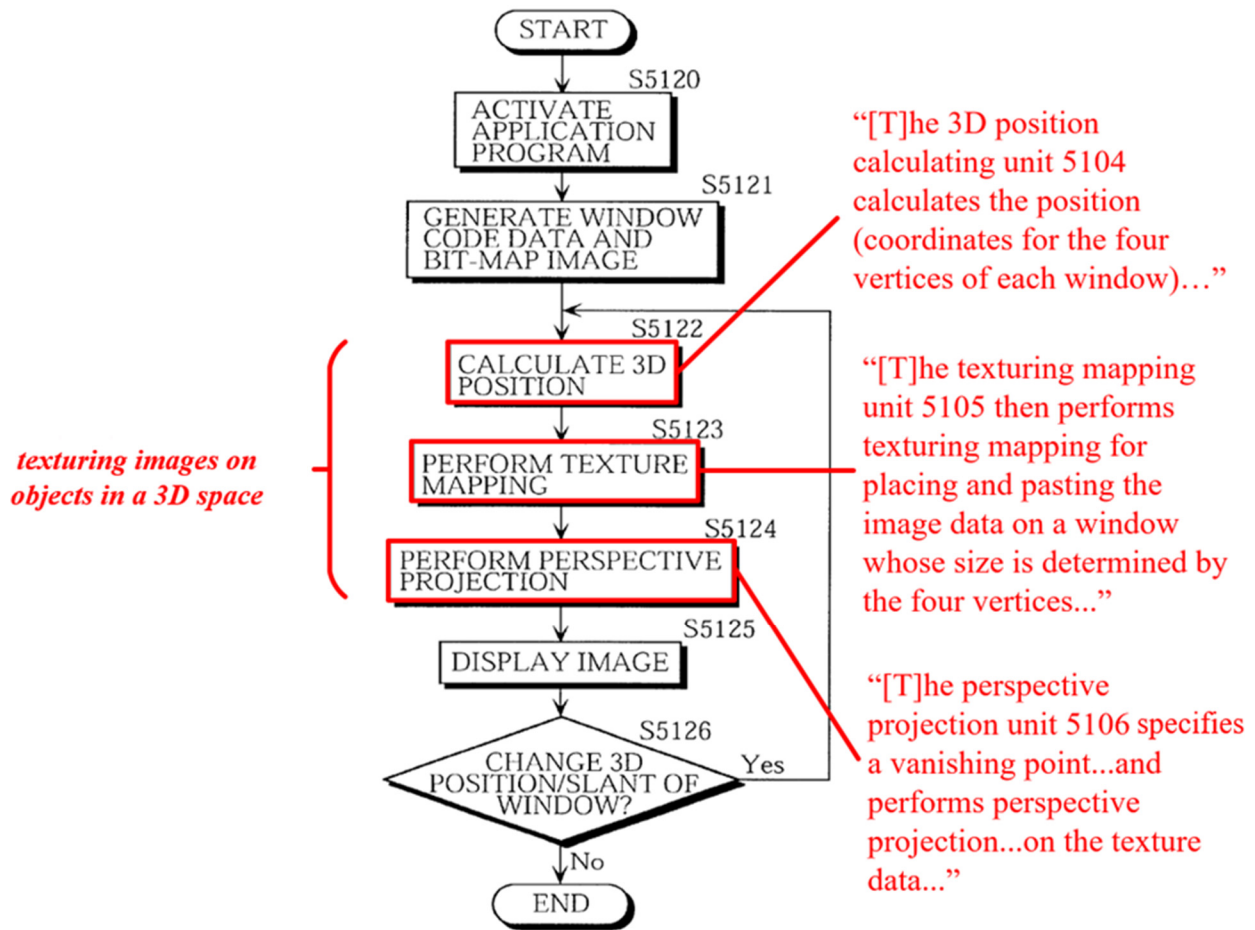 START
S5120
ACTIVATE
APPLICATION
PROGRAM
S5121
GENERATE WINDOW
CODE DATA AND
BIT-MAP IMAGE
“[T]he 3D position
calculating unit 5104
calculates the position
(coordinates for the four
vertices of each window)…”
S5122
CALCULATE 3D
POSITION
texturing images on
objects in a 3D space
S5123
PERFORM TEXTURE
MAPPING
“[T]he texturing mapping
unit 5105 then performs
texturing mapping for
placing and pasting the
image data on a window
whose size is determined by
the four vertices...”
S5124
PERFORM PERSPECTIVE
PROJECTION
S5125
DISPLAY IMAGE
“[T]he perspective
projection unit 5106 specifies
a vanishing point...and
performs perspective
projection...on the texture
data...”
S5126
CHANGE 3D
POSITION/SLANT OF
WINDOW?
Yes
No
END